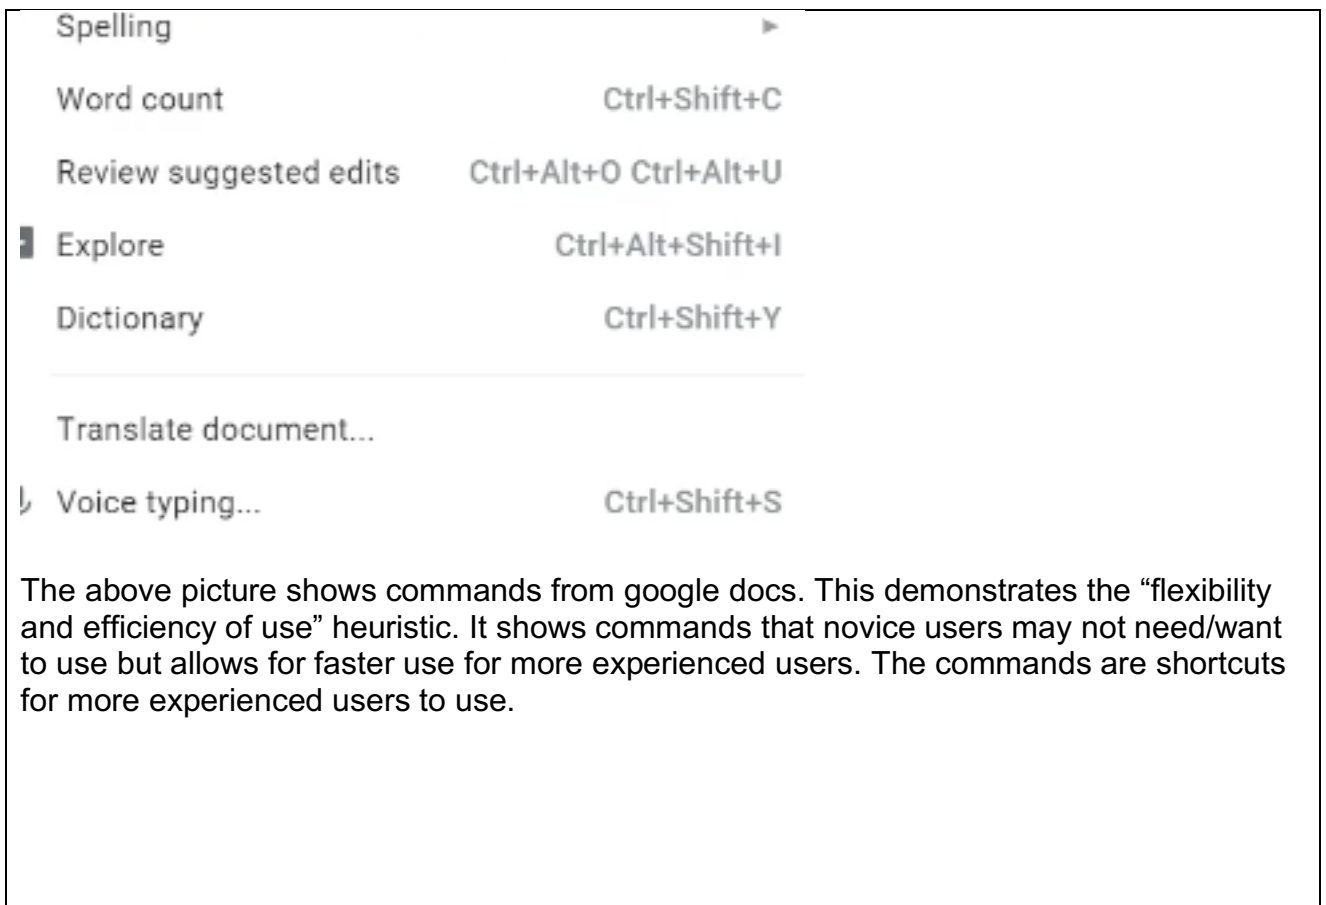 Spelling
Word count Ctrl+Shift+C
Review suggested edits Ctrl+Alt+O Ctrl+Alt+U
Explore Ctrl+Alt+Shift+I
Dictionary Ctrl+Shift+Y
Translate document...
Voice typing... Ctrl+Shift+S
The above picture shows commands from google docs. This demonstrates the “flexibility
and efficiency of use” heuristic. It shows commands that novice users may not need/want
to use but allows for faster use for more experienced users. The commands are shortcuts
for more experienced users to use.